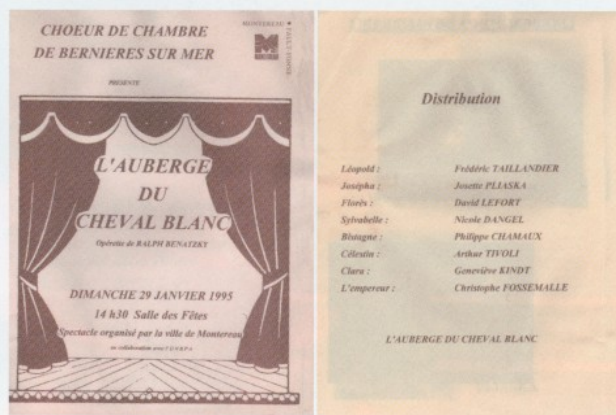 CHOEUR DE CHAMBRE
DE BERNIERES SUR MER
PRESENTE
MONTEREAU
L'AUBERGE
DU
CHEVAL BLANC
Opérette de RALPH BENATZKY
DIMANCHE 29 JANVIER 1995
14 h30 Salle des Fêtes
Spectacle organisé par la ville de Montereau
en collaboration avec
Distribution
Léopold : Frédéric TAILLANDIER
Josépha : Josette PLIASKA
Florès : David LEFORT
Sylvabelle : Nicole DANGEL
Bistagne : Philippe CHAMAUX
Célestin : Arthur TIVOLI
Clara : Geneviève KINDT
L'empereur : Christophe FOSSEMALLE
L'AUBERGE DU CHEVAL BLANC